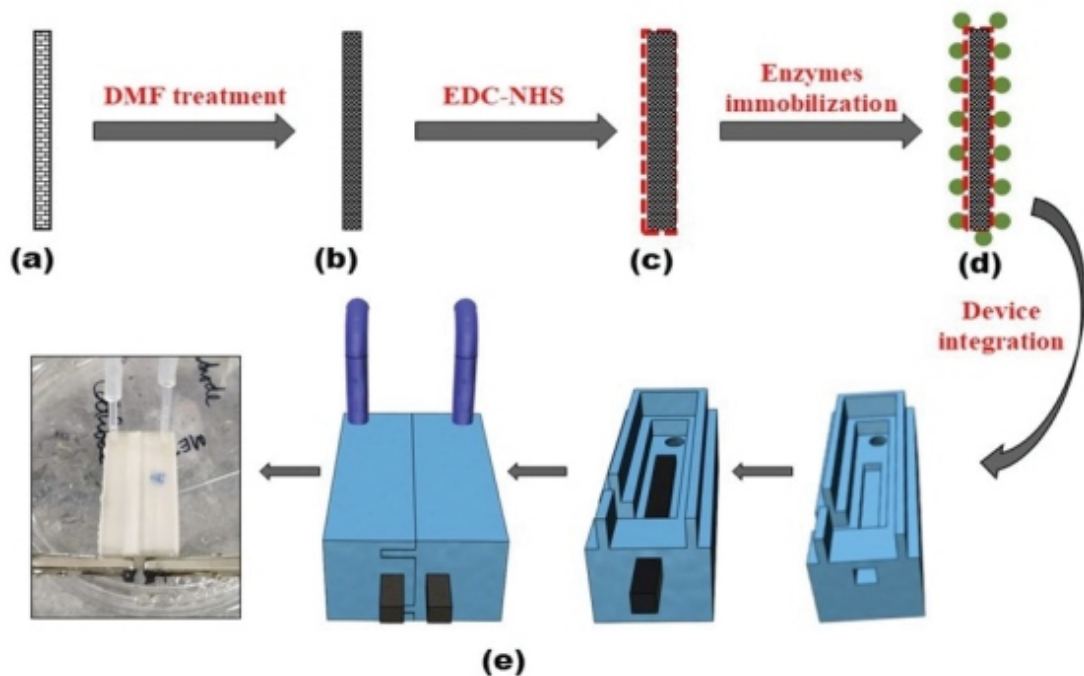 DMF treatment
EDC-NHS
Enzymes
immobilization
(a)
(b)
(c)
(d)
Device
integration
(e)